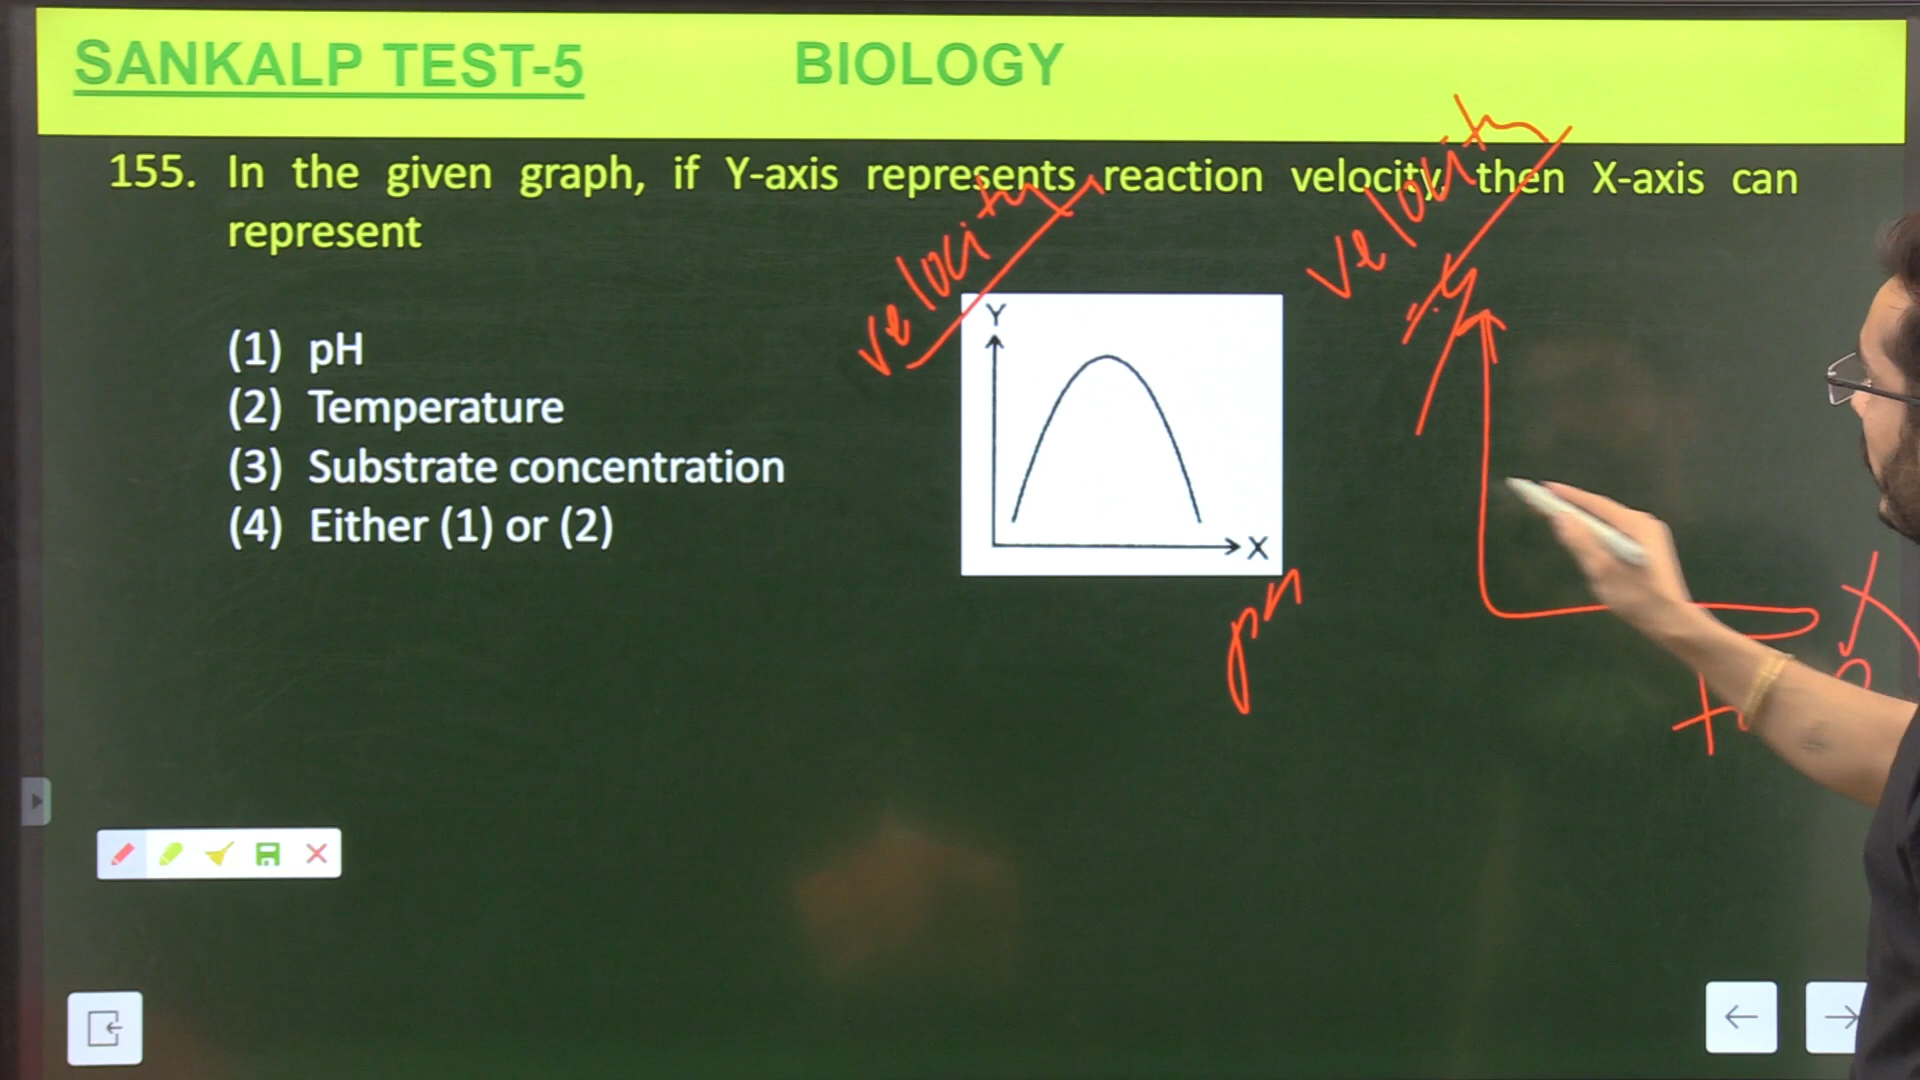 SANKALP TEST-5 BIOLOGY
155. In the given graph, if Y-axis represents reaction velocity, then X-axis can
represent
(1) pH
(2) Temperature
(3) Substrate concentration
(4) Either (1) or (2)
velocity
Y
X
pH
velocity
Y
X